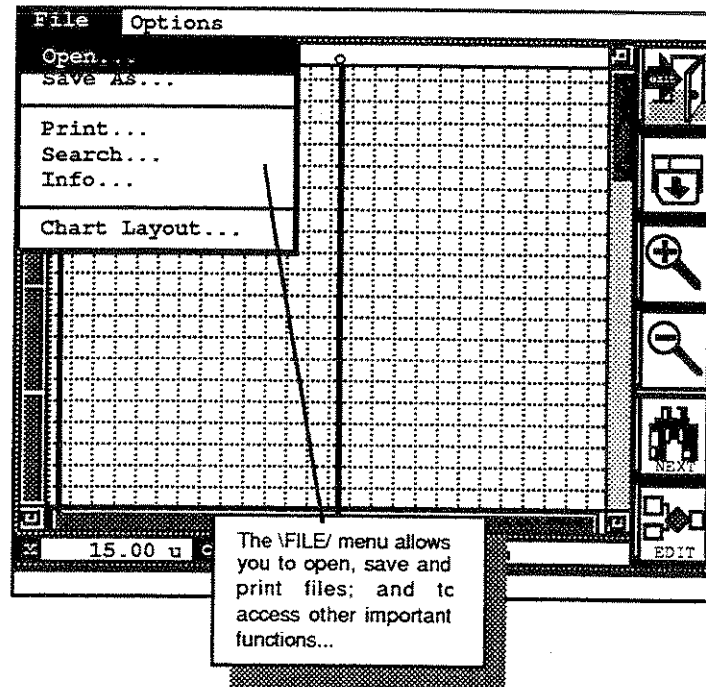 File Options
Open...
Save As...
Print...
Search...
Info...
Chart Layout...
NEXT
EDIT
15.00 u
The \FILE/ menu allows
you to open, save and
print files; and tc
access other important
functions...